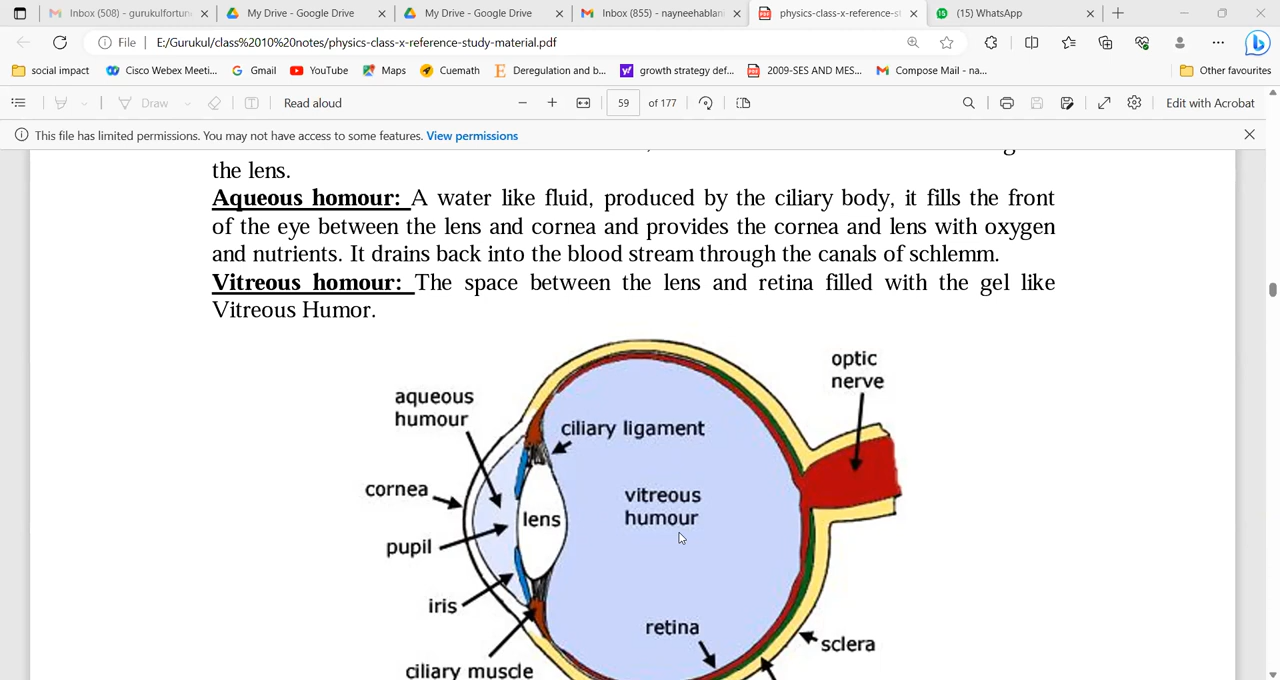 Inbox (508) - gurukulfortun
My Drive - Google Drive
My Drive - Google Drive
Inbox (855) - nayneehablani
physics-class-x-reference-st
(15) WhatsApp
File
E:/Gurukul/class%2010%20notes/physics-class-x-reference-study-material.pdf
social impact
Cisco Webex Meeti...
Gmail
YouTube
Maps
Cuemath
Deregulation and b...
growth strategy def...
2009-SES AND MES...
Compose Mail - na...
Other favourites
Draw
Read aloud
59 of 177
Edit with Acrobat
This file has limited permissions. You may not have access to some features. View permissions
the lens.
Aqueous homour: A water like fluid, produced by the ciliary body, it fills the front
of the eye between the lens and cornea and provides the cornea and lens with oxygen
and nutrients. It drains back into the blood stream through the canals of schlemm.
Vitreous homour: The space between the lens and retina filled with the gel like
Vitreous Humor.
optic
nerve
aqueous
humour
ciliary ligament
cornea
vitreous
humour
lens
pupil
iris
retina
sclera
ciliary muscle